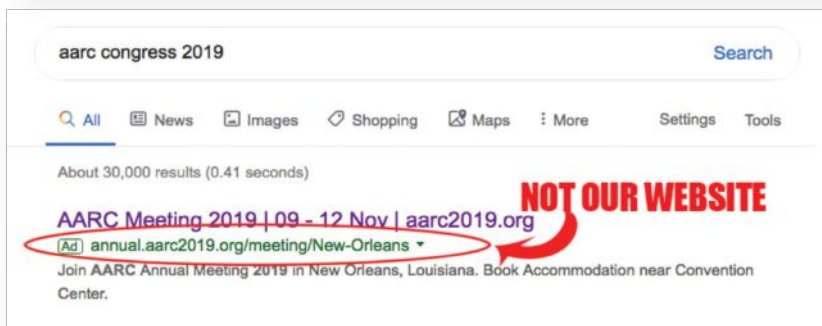 aarc congress 2019 Search
All News Images Shopping Maps More Settings Tools
About 30,000 results (0.41 seconds)
NOT OUR WEBSITE
AARC Meeting 2019 | 09 - 12 Nov | aarc2019.org
Ad annual.aarc2019.org/meeting/New-Orleans
Join AARC Annual Meeting 2019 in New Orleans, Louisiana. Book Accommodation near Convention
Center.